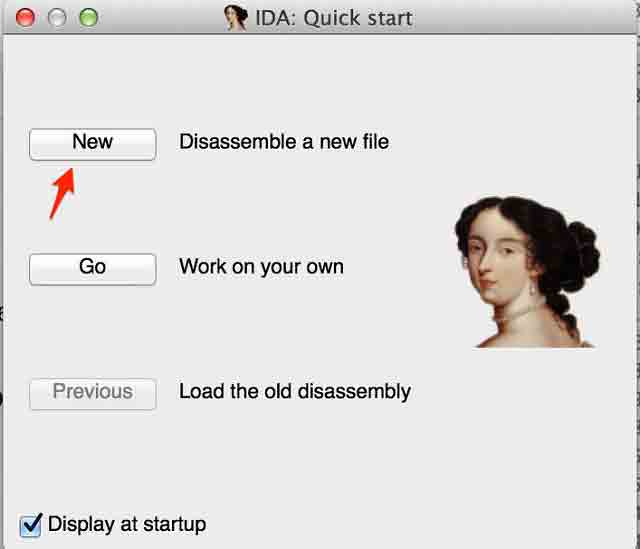 IDA: Quick start
New
Disassemble a new file
Go
Work on your own
Previous
Load the old disassembly
Display at startup